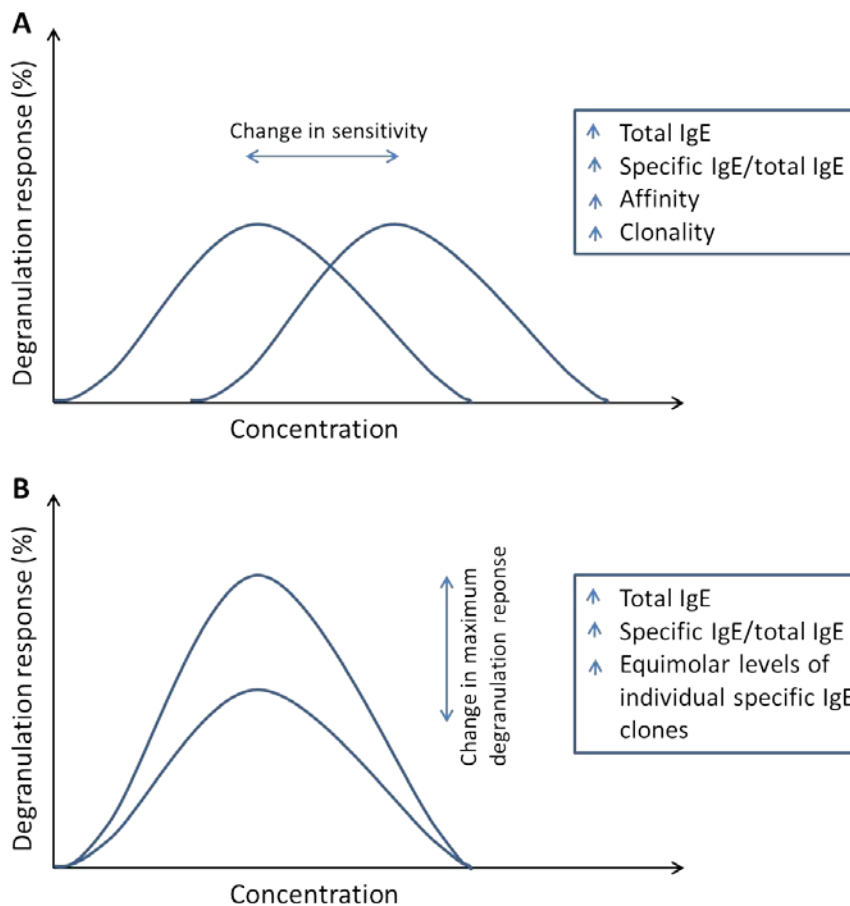 A
Degranulation response (%)
Change in sensitivity
Total IgE
Specific IgE/total IgE
Affinity
Clonality
Concentration
B
Degranulation response (%)
Change in maximum
degranulation reponse
Total IgE
Specific IgE/total IgE
Equimolar levels of
individual specific IgE
clones
Concentration